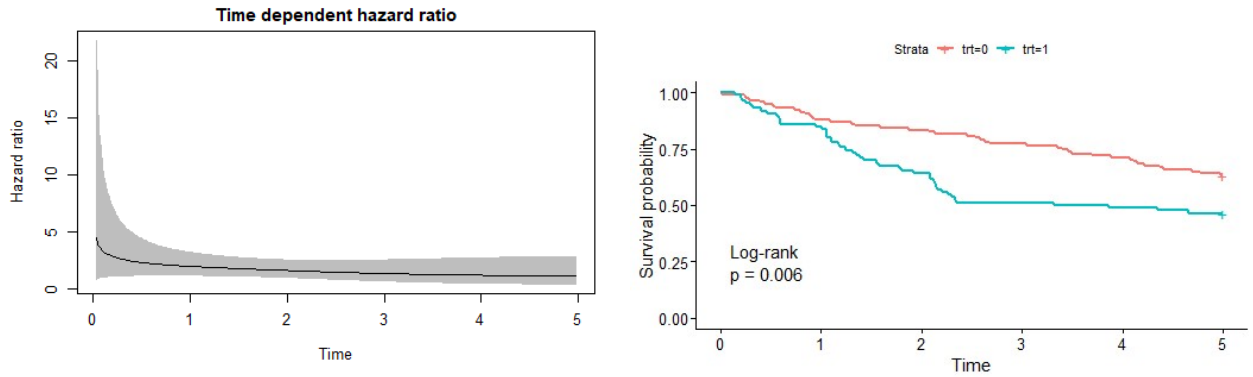 Time dependent hazard ratio
Hazard ratio
20
15
10
5
0
0 1 2 3 4 5
Time
Strata trt=0 trt=1
Survival probability
1.00
0.75
0.50
0.25
0.00
Log-rank
p = 0.006
0 1 2 3 4 5
Time